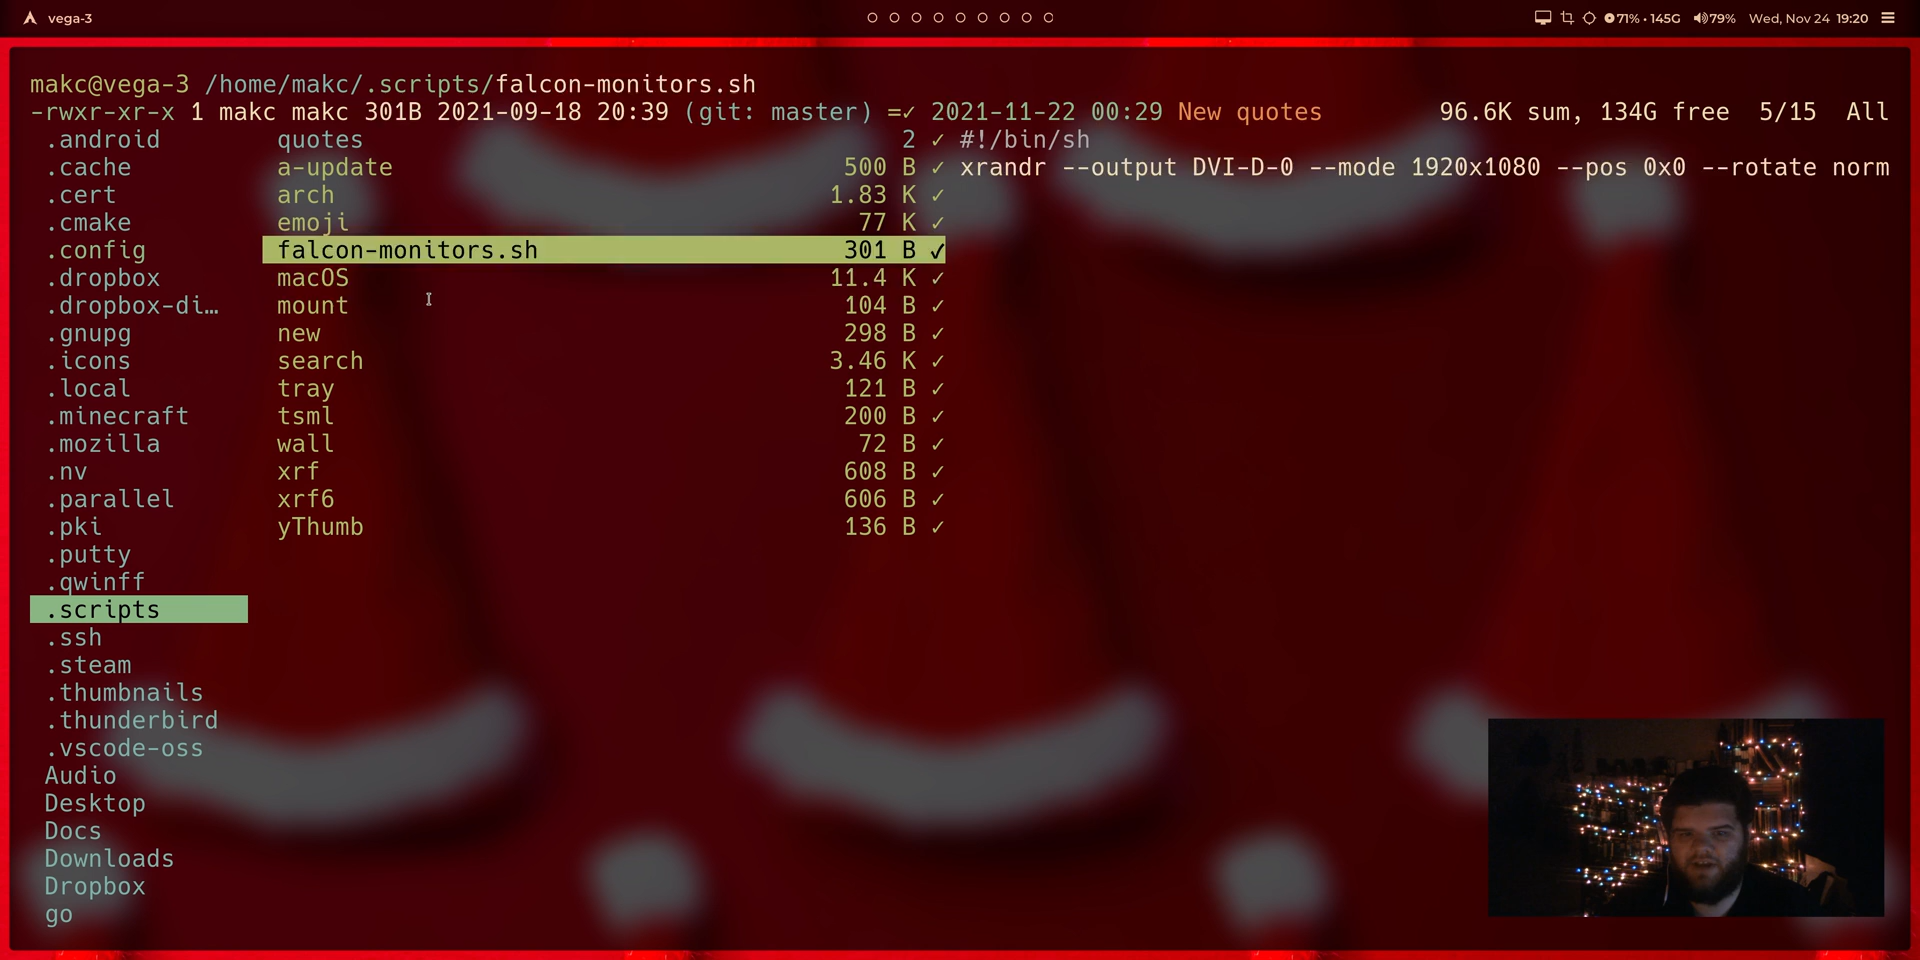 vega-3 71% · 145G 79% Wed, Nov 24 19:20
makc@vega-3 /home/makc/.scripts/falcon-monitors.sh
-rwxr-xr-x 1 makc makc 301B 2021-09-18 20:39 (git: master) =✓ 2021-11-22 00:29 New quotes 96.6K sum, 134G free 5/15 All
.android quotes 2 ✓ #!/bin/sh
.cache a-update 500 B ✓ xrandr --output DVI-D-0 --mode 1920x1080 --pos 0x0 --rotate norm
.cert arch 1.83 K ✓
.cmake emoji 77 K ✓
.config falcon-monitors.sh 301 B ✓
.dropbox macOS 11.4 K ✓
.dropbox-di… mount 104 B ✓
.gnupg new 298 B ✓
.icons search 3.46 K ✓
.local tray 121 B ✓
.minecraft tsml 200 B ✓
.mozilla wall 72 B ✓
.nv xrf 608 B ✓
.parallel xrf6 606 B ✓
.pki yThumb 136 B ✓
.putty
.qwinff
.scripts
.ssh
.steam
.thumbnails
.thunderbird
.vscode-oss
Audio
Desktop
Docs
Downloads
Dropbox
go